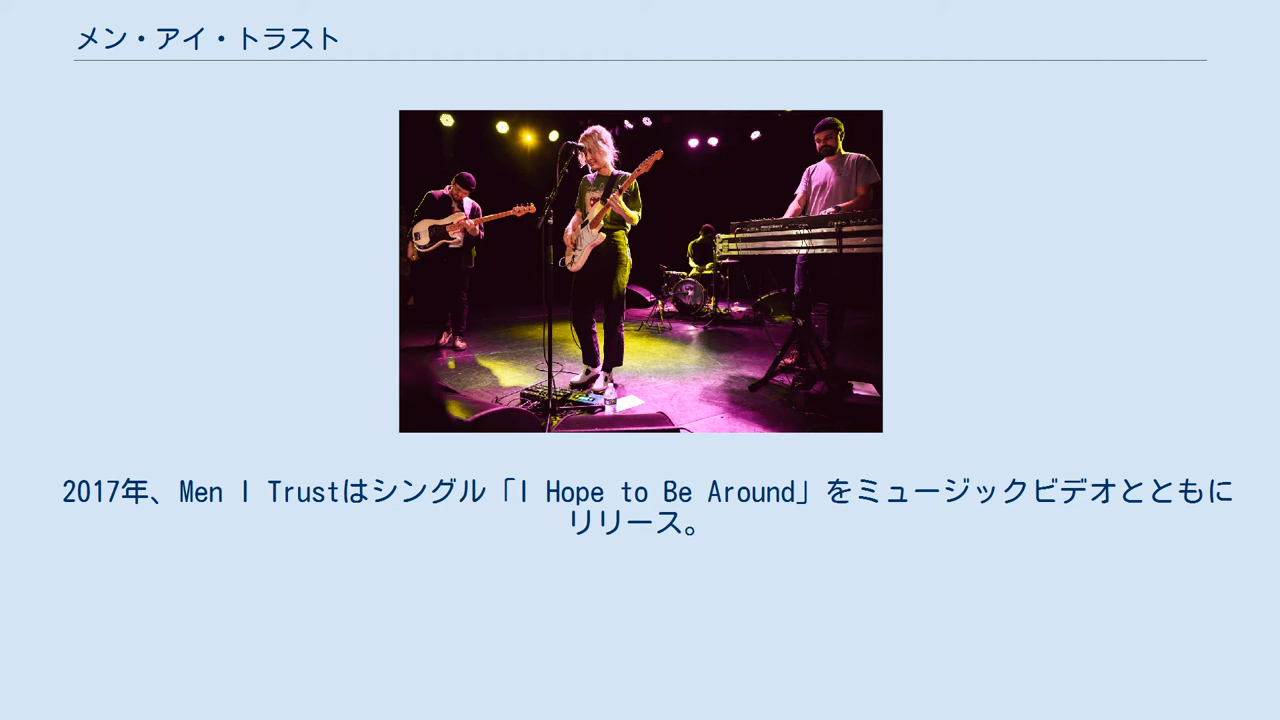 メン・アイ・トラスト
2017年、Men I Trustはシングル「I Hope to Be Around」をミュージックビデオとともに
リリース。